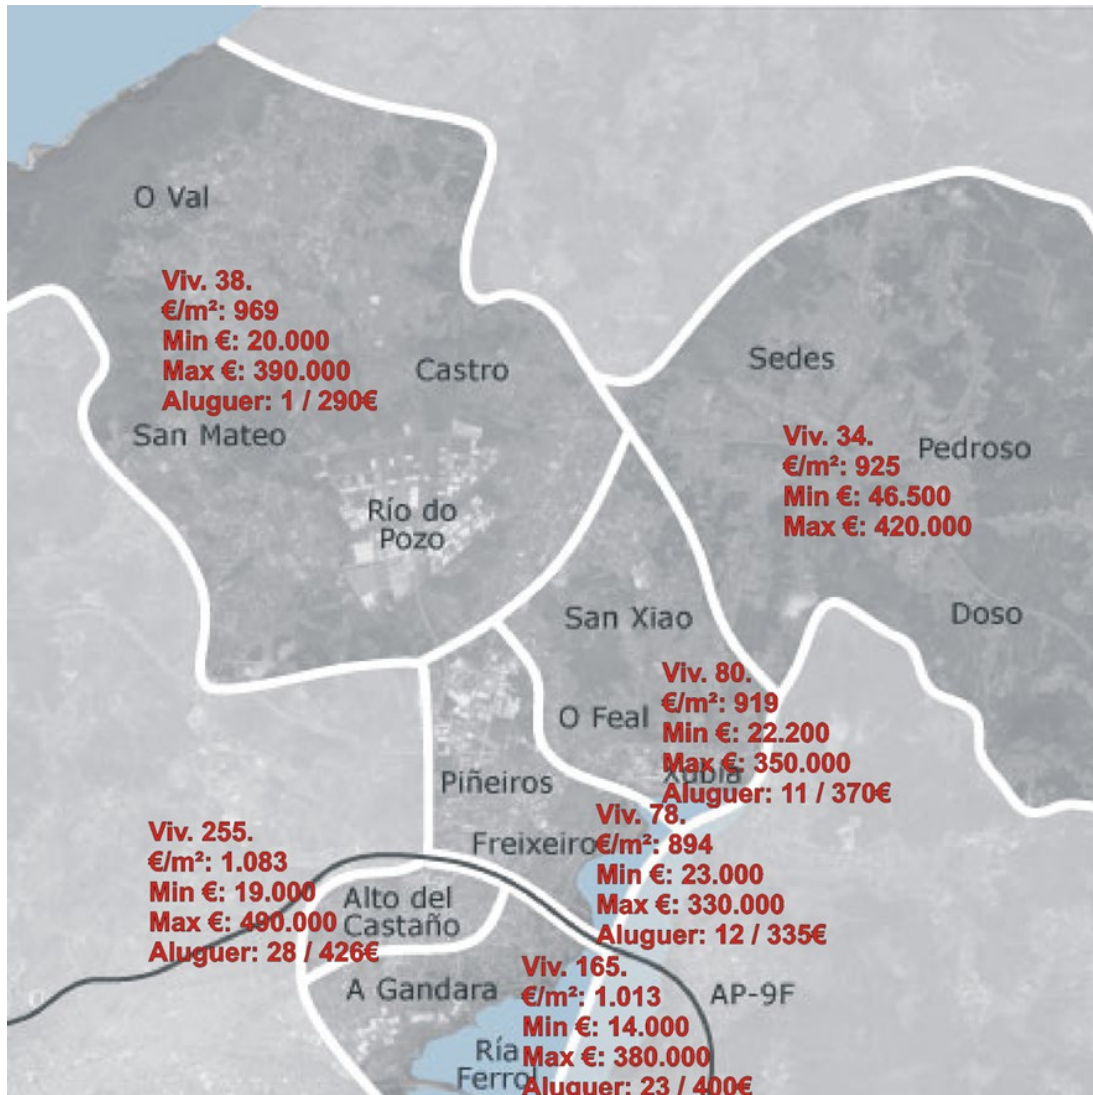 O Val
Viv. 38.
€/m²: 969
Min €: 20.000
Max €: 390.000
Aluguer: 1 / 290€
Castro
San Mateo
Río do
Pozo
Sedes
Viv. 34.
€/m²: 925
Min €: 46.500
Max €: 420.000
Pedroso
Doso
San Xiao
O Feal
Viv. 80.
€/m²: 919
Min €: 22.200
Max €: 350.000
Aluguer: 11 / 370€
Xubia
Piñeiros
Freixeiro
Viv. 78.
€/m²: 894
Min €: 23.000
Max €: 330.000
Aluguer: 12 / 335€
Viv. 255.
€/m²: 1.083
Min €: 19.000
Max €: 490.000
Aluguer: 28 / 426€
Alto del
Castaño
A Gandara
Viv. 165.
€/m²: 1.013
Min €: 14.000
Max €: 380.000
Aluguer: 23 / 400€
AP-9F
Ría
Ferrol